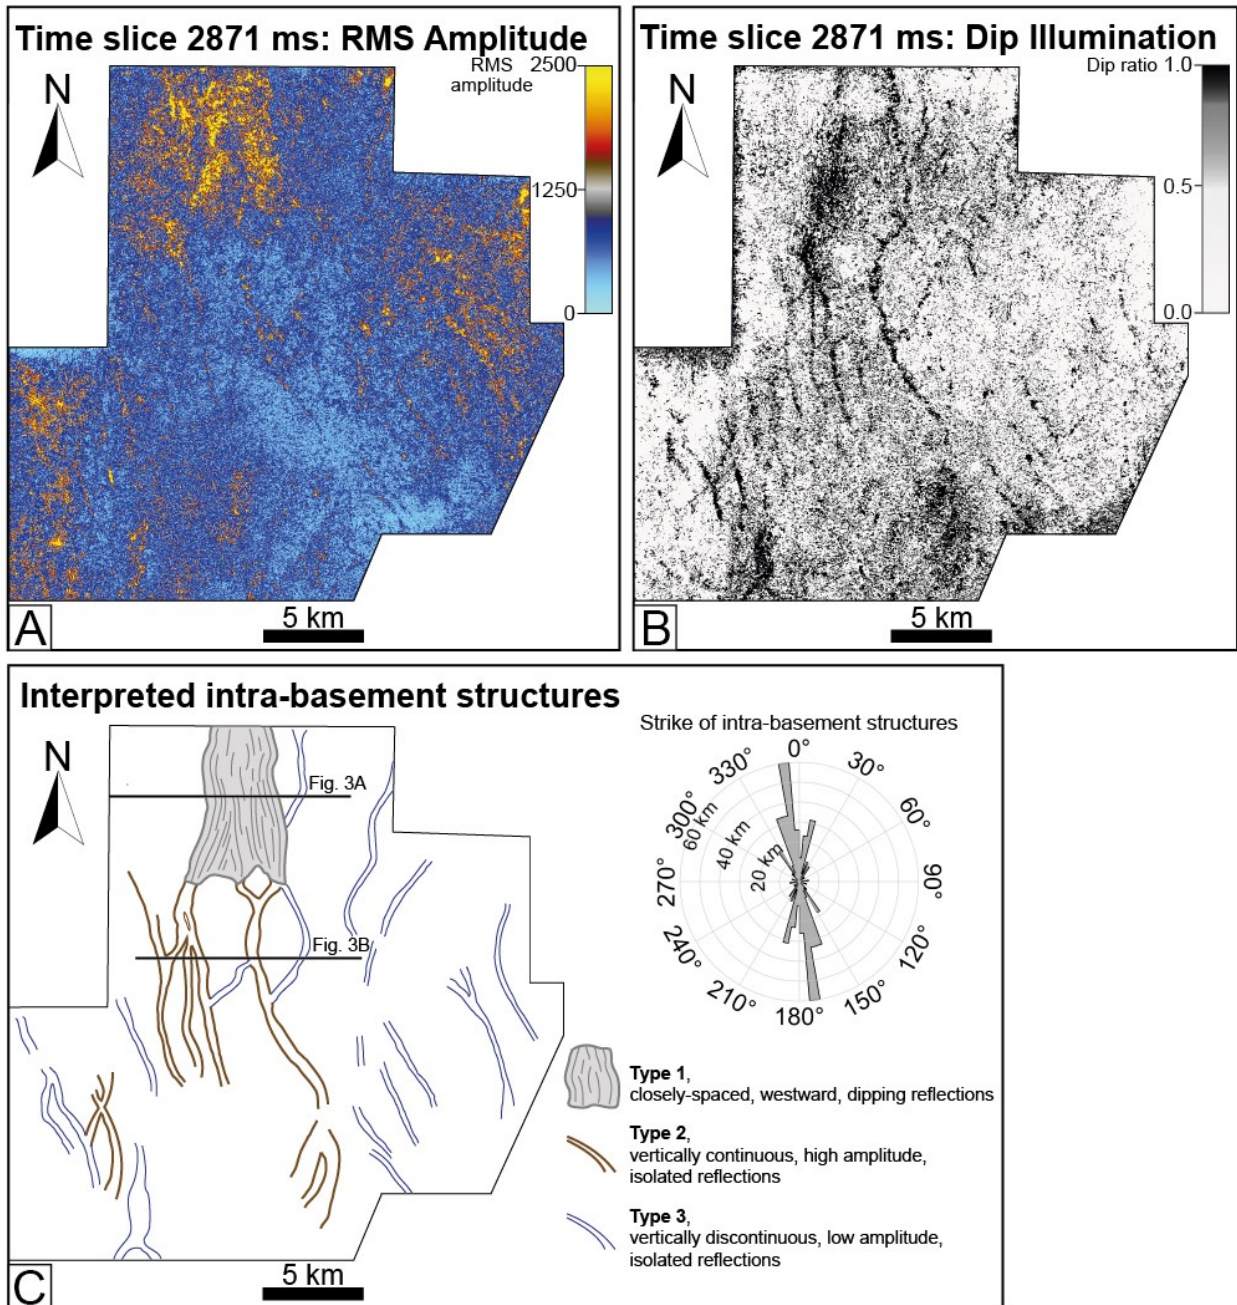 Time slice 2871 ms: RMS Amplitude
RMS
amplitude
2500
1250
0
N
5 km
A
Time slice 2871 ms: Dip Illumination
Dip ratio 1.0
0.5
0.0
N
5 km
B
Interpreted intra-basement structures
N
Fig. 3A
Fig. 3B
5 km
C
Strike of intra-basement structures
0°
30°
60°
90°
120°
150°
180°
210°
240°
270°
300°
330°
60 km
40 km
20 km
Type 1,
closely-spaced, westward, dipping reflections
Type 2,
vertically continuous, high amplitude,
isolated reflections
Type 3,
vertically discontinuous, low amplitude,
isolated reflections